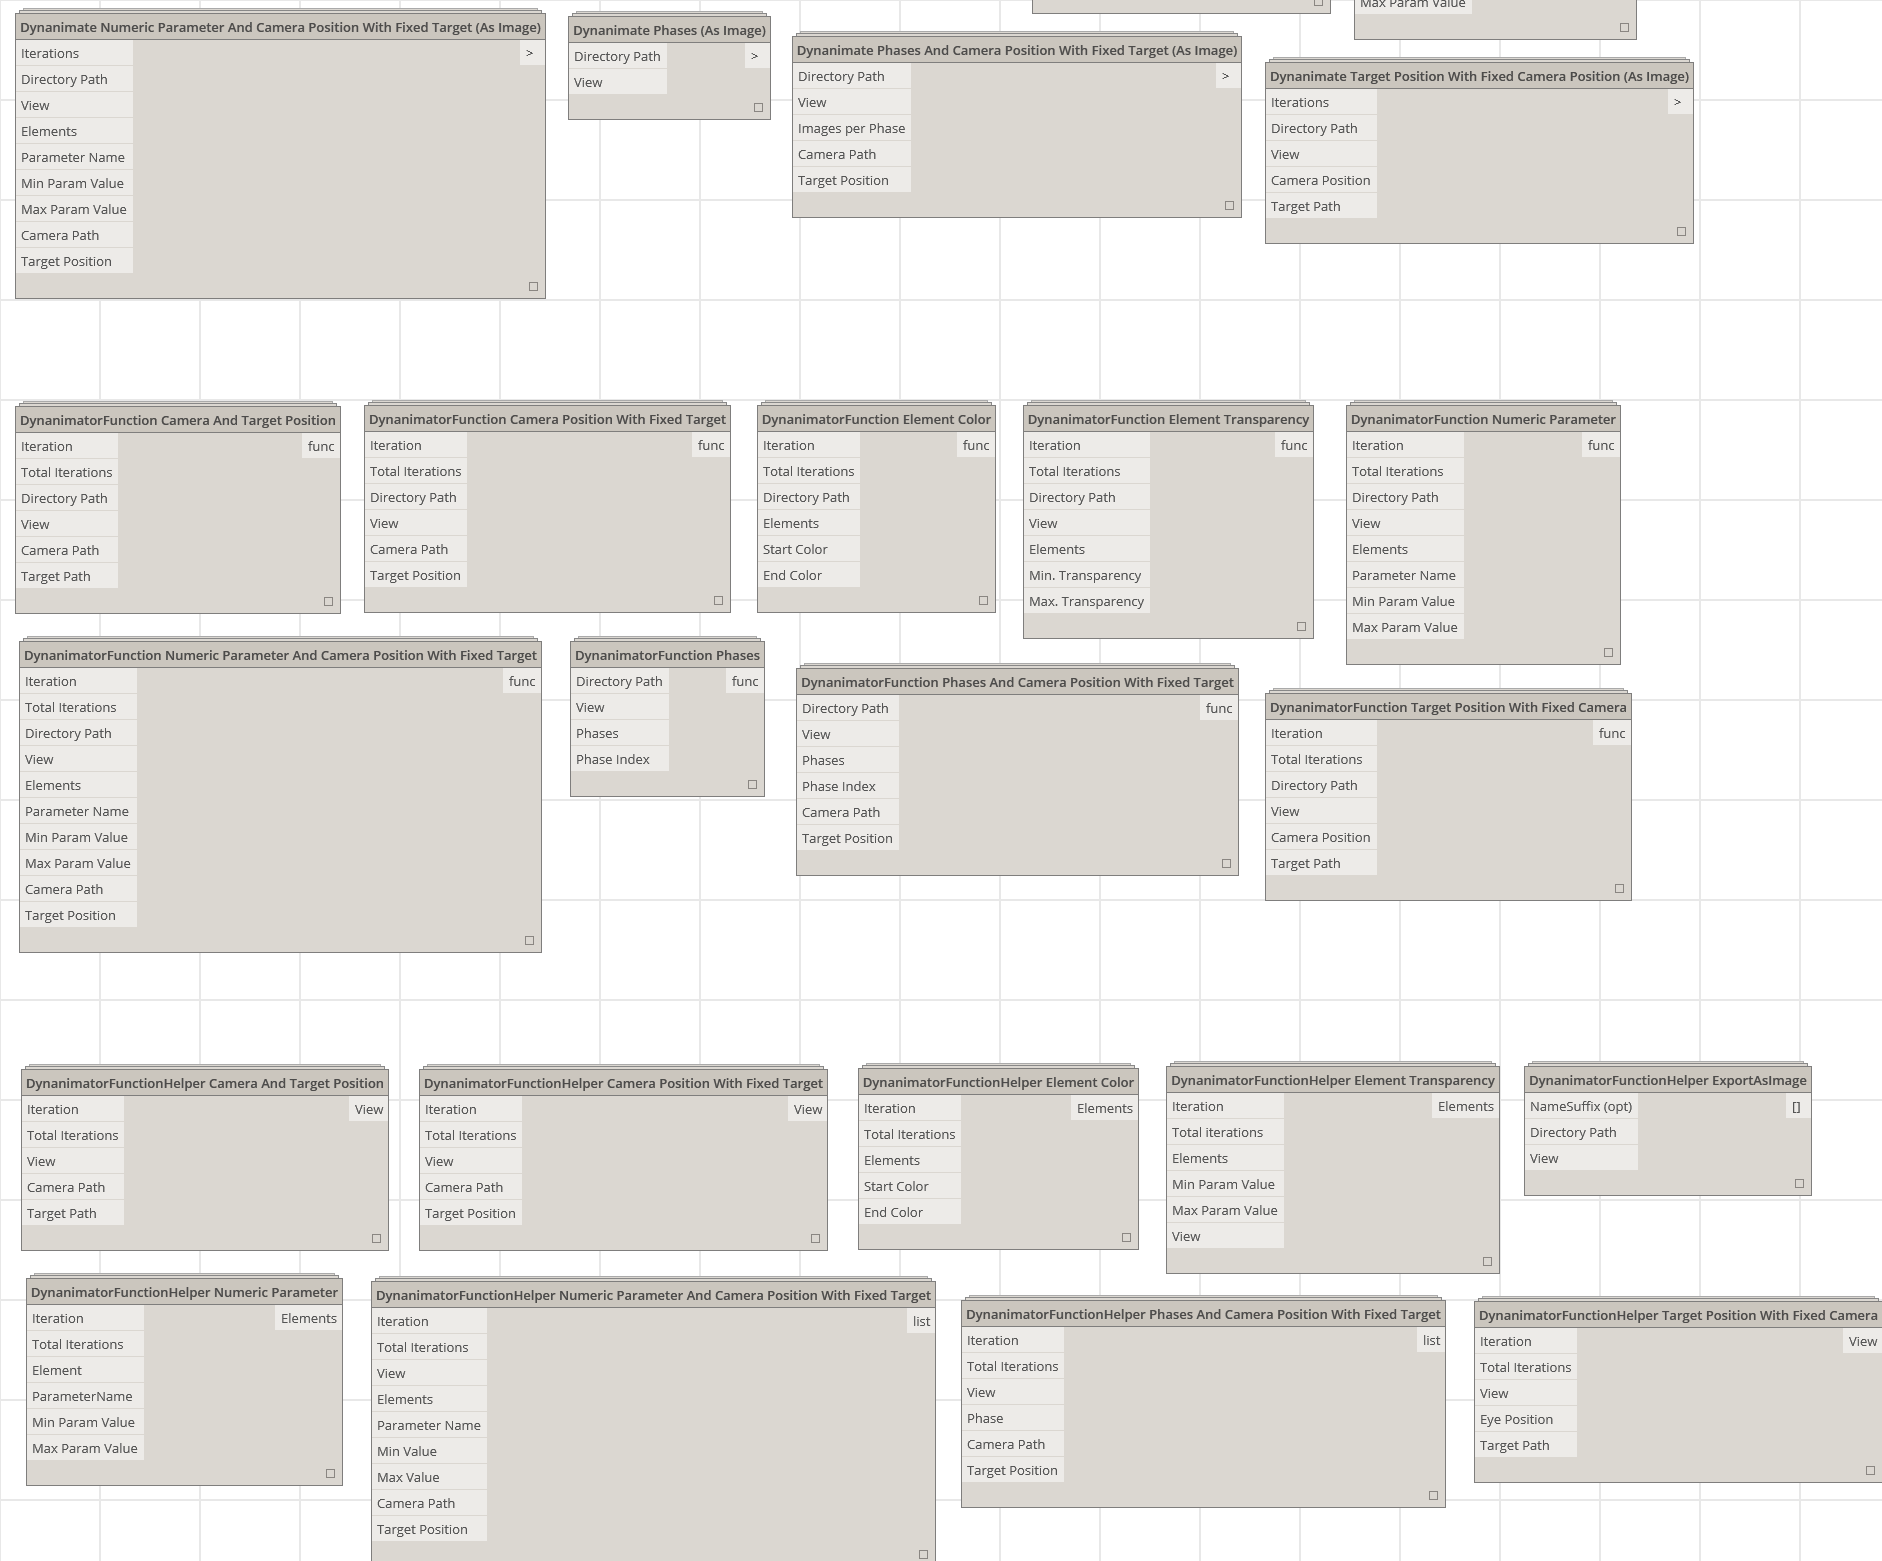 Max Param Value
Dynanimate Numeric Parameter And Camera Position With Fixed Target (As Image)
Iterations >
Directory Path
View
Elements
Parameter Name
Min Param Value
Max Param Value
Camera Path
Target Position
Dynanimate Phases (As Image)
Directory Path >
View
Dynanimate Phases And Camera Position With Fixed Target (As Image)
Directory Path >
View
Images per Phase
Camera Path
Target Position
Dynanimate Target Position With Fixed Camera Position (As Image)
Iterations >
Directory Path
View
Camera Position
Target Path
DynanimatorFunction Camera And Target Position
Iteration func
Total Iterations
Directory Path
View
Camera Path
Target Path
DynanimatorFunction Camera Position With Fixed Target
Iteration func
Total Iterations
Directory Path
View
Camera Path
Target Position
DynanimatorFunction Element Color
Iteration func
Total Iterations
Directory Path
Elements
Start Color
End Color
DynanimatorFunction Element Transparency
Iteration func
Total Iterations
Directory Path
View
Elements
Min. Transparency
Max. Transparency
DynanimatorFunction Numeric Parameter
Iteration func
Total Iterations
Directory Path
View
Elements
Parameter Name
Min Param Value
Max Param Value
DynanimatorFunction Numeric Parameter And Camera Position With Fixed Target
Iteration func
Total Iterations
Directory Path
View
Elements
Parameter Name
Min Param Value
Max Param Value
Camera Path
Target Position
DynanimatorFunction Phases
Directory Path func
View
Phases
Phase Index
DynanimatorFunction Phases And Camera Position With Fixed Target
Directory Path func
View
Phases
Phase Index
Camera Path
Target Position
DynanimatorFunction Target Position With Fixed Camera
Iteration func
Total Iterations
Directory Path
View
Camera Position
Target Path
DynanimatorFunctionHelper Camera And Target Position
Iteration View
Total Iterations
View
Camera Path
Target Path
DynanimatorFunctionHelper Camera Position With Fixed Target
Iteration View
Total Iterations
View
Camera Path
Target Position
DynanimatorFunctionHelper Element Color
Iteration Elements
Total Iterations
Elements
Start Color
End Color
DynanimatorFunctionHelper Element Transparency
Iteration Elements
Total iterations
Elements
Min Param Value
Max Param Value
View
DynanimatorFunctionHelper ExportAsImage
NameSuffix (opt) []
Directory Path
View
DynanimatorFunctionHelper Numeric Parameter
Iteration Elements
Total Iterations
Element
ParameterName
Min Param Value
Max Param Value
DynanimatorFunctionHelper Numeric Parameter And Camera Position With Fixed Target
Iteration list
Total Iterations
View
Elements
Parameter Name
Min Value
Max Value
Camera Path
Target Position
DynanimatorFunctionHelper Phases And Camera Position With Fixed Target
Iteration list
Total Iterations
View
Phase
Camera Path
Target Position
DynanimatorFunctionHelper Target Position With Fixed Camera
Iteration View
Total Iterations
View
Eye Position
Target Path